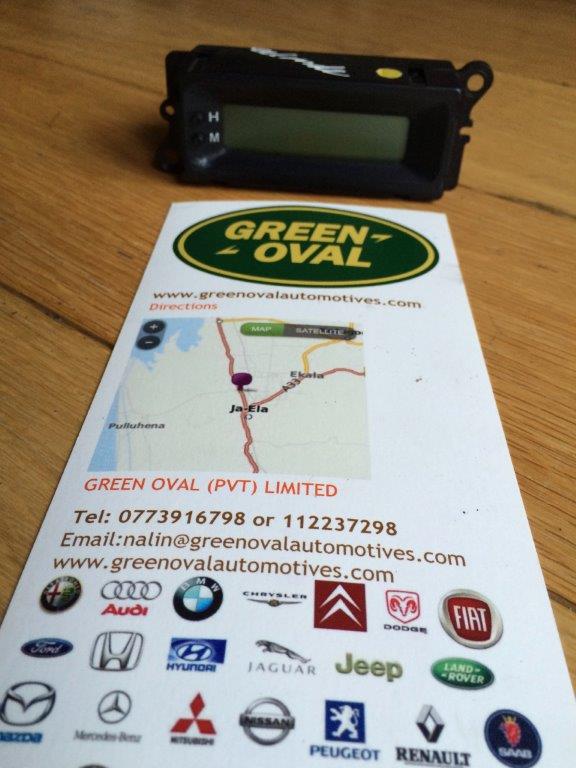 H
M
GREEN
OVAL
www.greenovalautomotives.com
Directions
+
-
MAP SATELLITE
Ekala
A33
Ja-Ela
Pulluhena
GREEN OVAL (PVT) LIMITED
Tel: 0773916798 or 112237298
Email:nalin@greenovalautomotives.com
www.greenovalautomotives.com
Audi
BMW
CHRYSLER
DODGE
FIAT
Ford
HYUNDAI
JAGUAR
Jeep
LAND-
ROVER
mazda
Mercedes-Benz
MITSUBISHI
NISSAN
PEUGEOT
RENAULT
SAAB